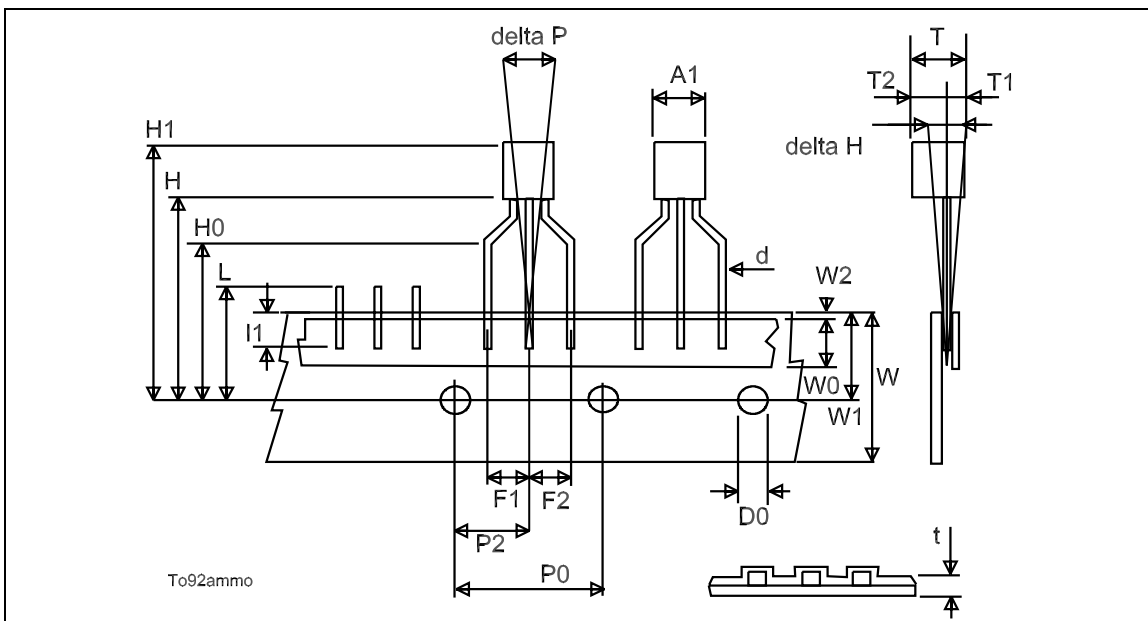 delta P
T
A1
T2
T1
H1
delta H
H
H0
d
L
W2
I1
W0
W
W1
F1
F2
D0
P2
P0
t
To92ammo